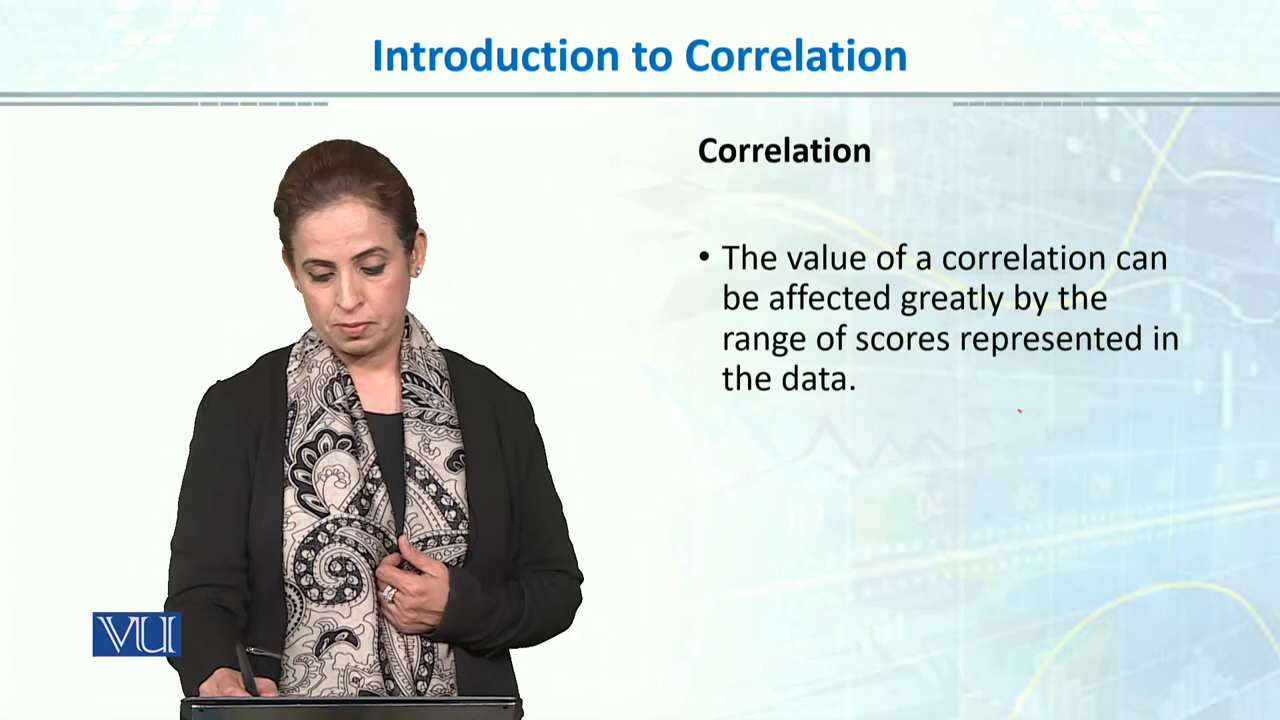 Introduction to Correlation
Correlation
• The value of a correlation can
be affected greatly by the
range of scores represented in
the data.
VU